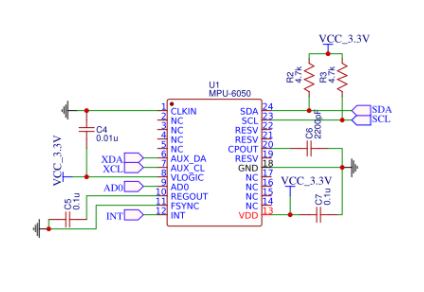 VCC_3.3V
R2
4.7k
R3
4.7k
U1
MPU-6050
1 CLKIN SDA 24
2 NC SCL 23
3 NC RESV 22
4 NC RESV 21
5 NC CPOUT 20
6 AUX_DA RESV 19
7 AUX_CL GND 18
8 VLOGIC NC 17
9 AD0 NC 16
10 REGOUT NC 15
11 FSYNC NC 14
12 INT VDD 13
SDA
SCL
C4
0.01u
C6
2200pF
VCC_3.3V
XDA
XCL
AD0
INT
C5
0.1u
VCC_3.3V
C7
0.1u